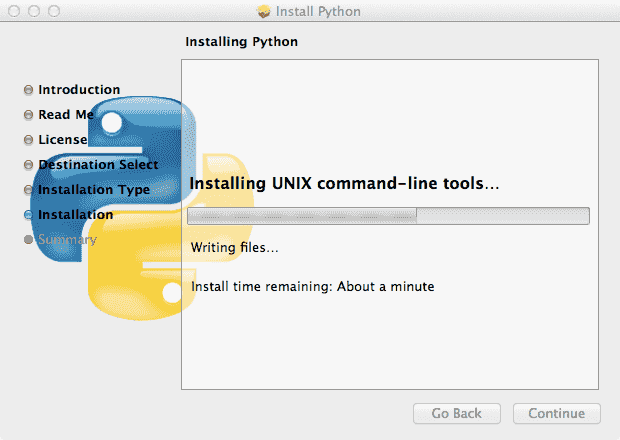 Install Python
Installing Python
Introduction
Read Me
License
Destination Select
Installation Type
Installation
Summary
Installing UNIX command-line tools...
Writing files...
Install time remaining: About a minute
Go Back
Continue